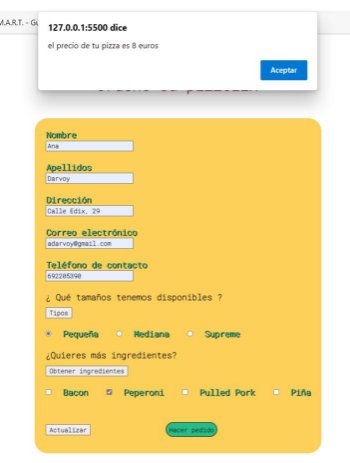 M.A.R.T. - Gu
127.0.0.1:5500 dice
el precio de tu pizza es 8 euros
Aceptar
Nombre
Ana
Apellidos
Darvoy
Dirección
Calle Edix, 29
Correo electrónico
adarvoy@gmail.com
Teléfono de contacto
692205390
¿ Qué tamaños tenemos disponibles ?
Tipos
Pequeña Mediana Supreme
¿Quieres más ingredientes?
Obtener ingredientes
Bacon Peperoni Pulled Pork Piña
Actualizar Hacer pedido